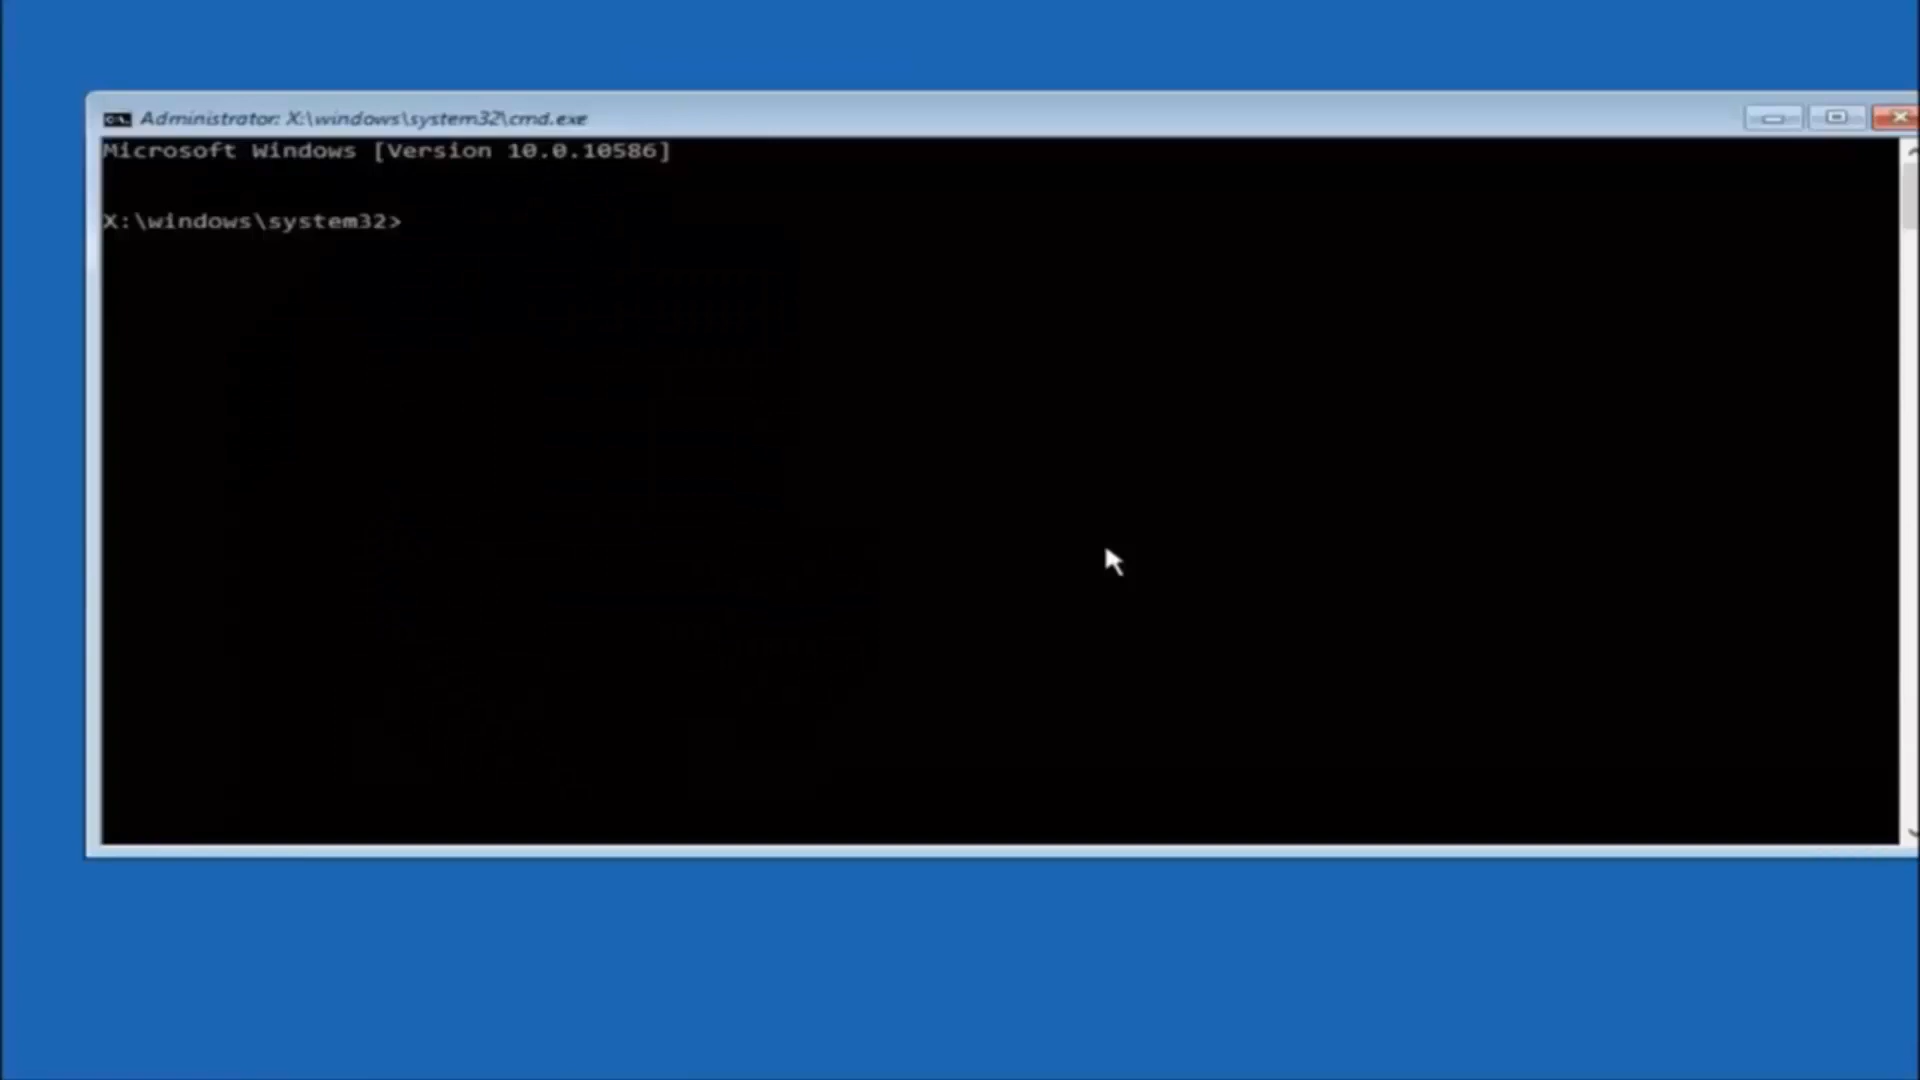 Administrator: X:\windows\system32\cmd.exe
Microsoft Windows [Version 10.0.10586]
X:\windows\system32>